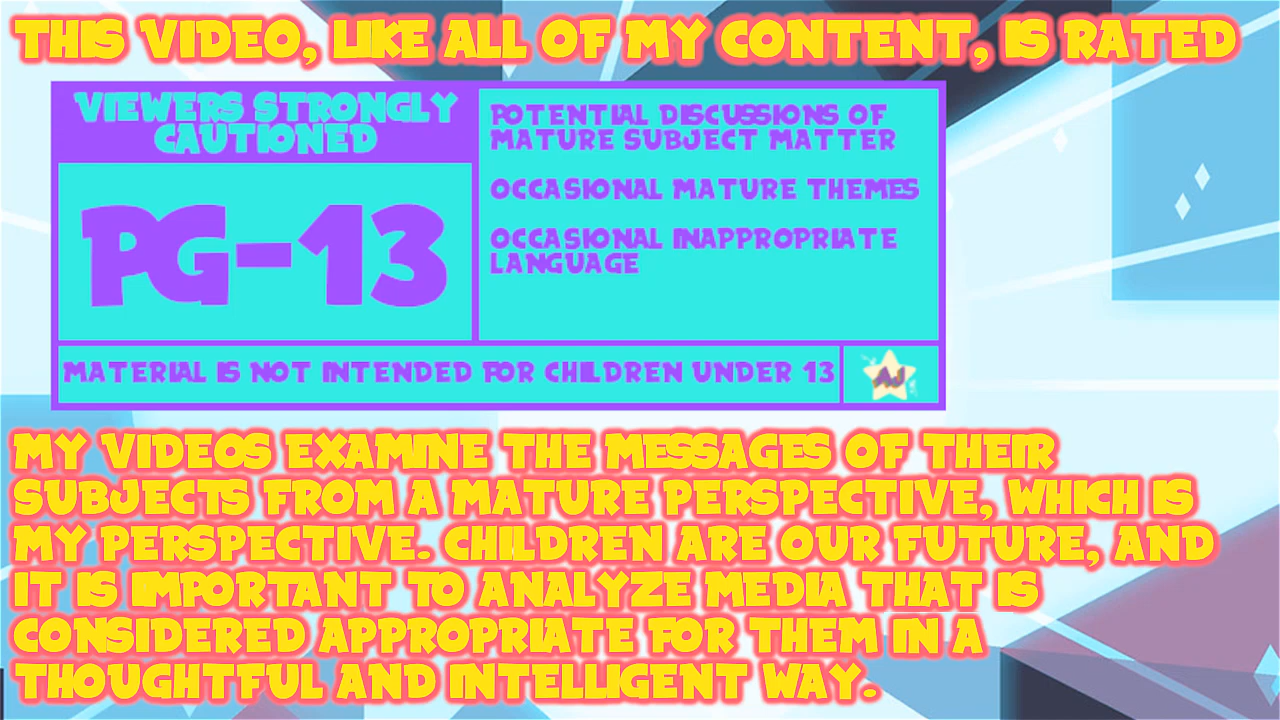 THIS VIDEO, LIKE ALL OF MY CONTENT, IS RATED
VIEWERS STRONGLY
CAUTIONED
PG-13
POTENTIAL DISCUSSIONS OF
MATURE SUBJECT MATTER
OCCASIONAL MATURE THEMES
OCCASIONAL INAPPROPRIATE
LANGUAGE
MATERIAL IS NOT INTENDED FOR CHILDREN UNDER 13
AJ
MY VIDEOS EXAMINE THE MESSAGES OF THEIR
SUBJECTS FROM A MATURE PERSPECTIVE, WHICH IS
MY PERSPECTIVE. CHILDREN ARE OUR FUTURE, AND
IT IS IMPORTANT TO ANALYZE MEDIA THAT IS
CONSIDERED APPROPRIATE FOR THEM IN A
THOUGHTFUL AND INTELLIGENT WAY.